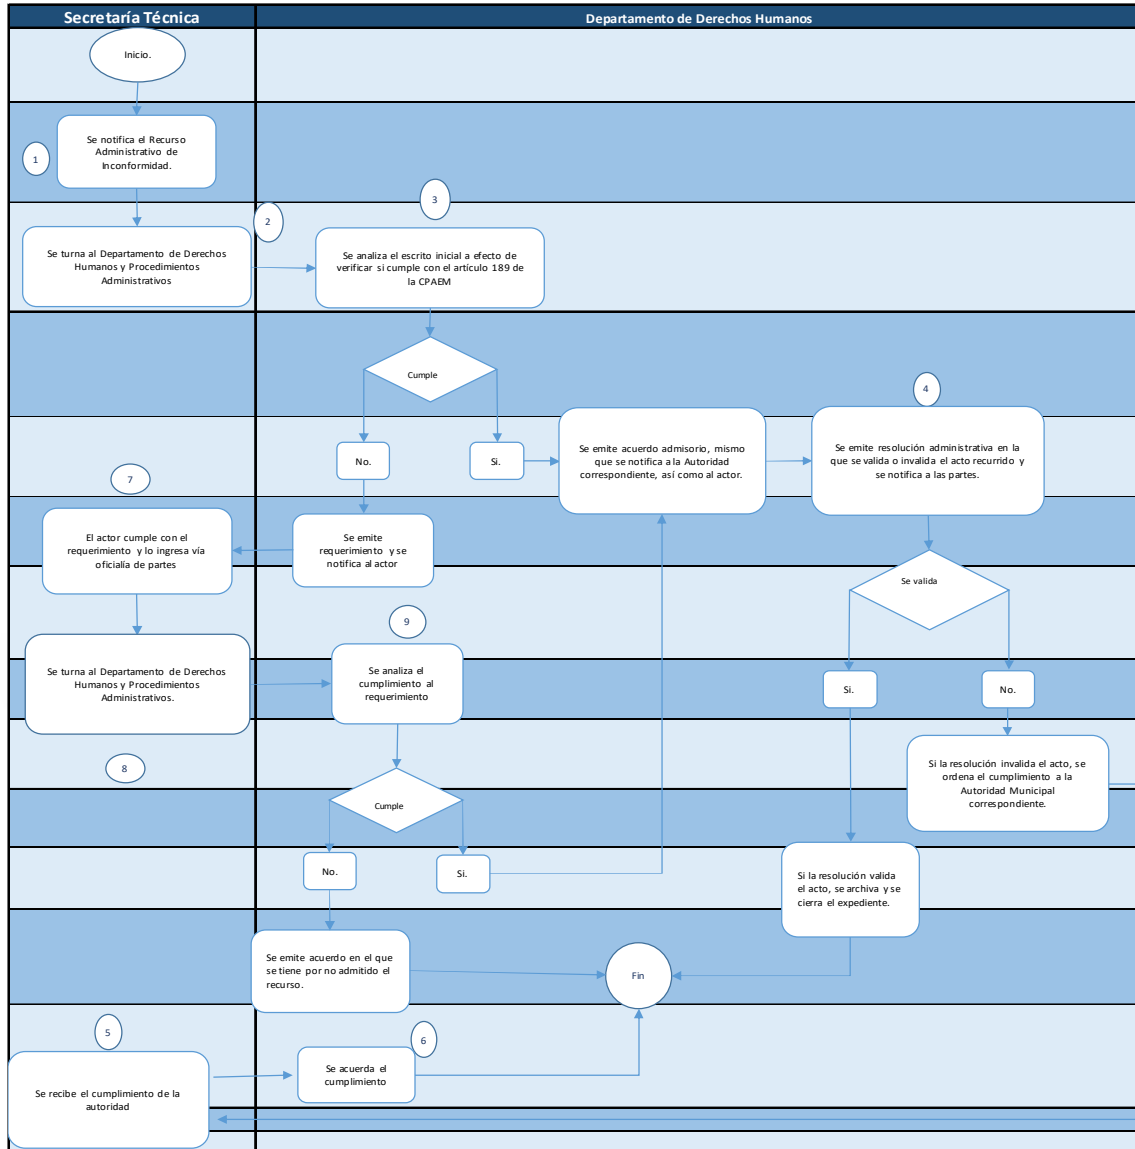 Secretaría Técnica
Departamento de Derechos Humanos
Inicio.
1
Se notifica el Recurso
Administrativo de
Inconformidad.
2
3
Se turna al Departamento de Derechos
Humanos y Procedimientos
Administrativos
Se analiza el escrito inicial a efecto de
verificar si cumple con el artículo 189 de
la CPAEM
Cumple
4
No.
Si.
Se emite acuerdo admisorio, mismo
que se notifica a la Autoridad
correspondiente, así como al actor.
Se emite resolución administrativa en la
que se valida o invalida el acto recurrido y
se notifica a las partes.
7
El actor cumple con el
requerimiento y lo ingresa vía
oficialía de partes
Se emite
requerimiento y se
notifica al actor
Se valida
9
Se turna al Departamento de Derechos
Humanos y Procedimientos
Administrativos.
Se analiza el
cumplimiento al
requerimiento
Si.
No.
8
Cumple
Si la resolución invalida el acto, se
ordena el cumplimiento a la
Autoridad Municipal
correspondiente.
No.
Si.
Si la resolución valida
el acto, se archiva y se
cierra el expediente.
Se emite acuerdo en el que
se tiene por no admitido el
recurso.
Fin
5
6
Se recibe el cumplimiento de la
autoridad
Se acuerda el
cumplimiento